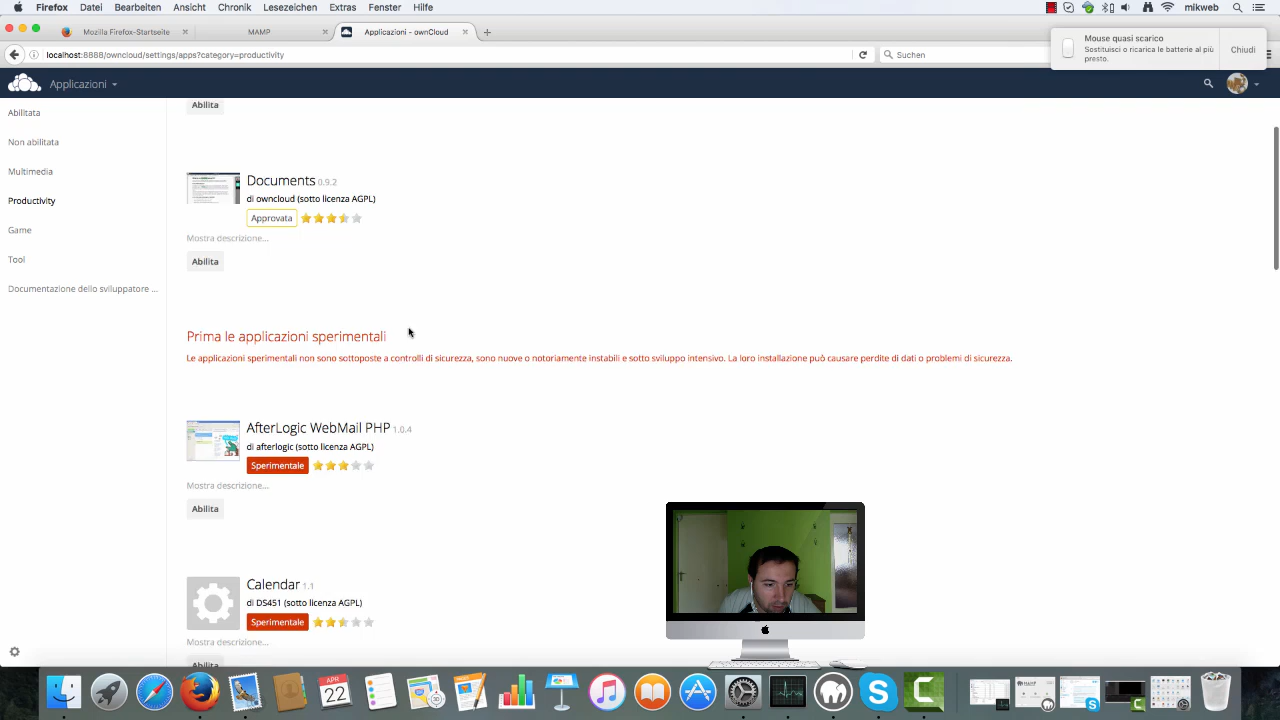 Firefox Archivio Bearbeiten Ansicht Chronik Lesezeichen Extras Fenster Hilfe mikweb
Mozilla Firefox-Startseite MAMP Applicazioni - ownCloud
localhost:8888/owncloud/settings/apps?category=productivity Suchen
Mouse quasi scarico
Sostituisci o ricarica le batterie al più
presto.
Chiudi
Applicazioni
Abilitata
Non abilitata
Multimedia
Productivity
Game
Tool
Documentazione dello sviluppatore ...
Abilita
Documents 0.9.2
di owncloud (sotto licenza AGPL)
Approvata
Mostra descrizione...
Abilita
Prima le applicazioni sperimentali
Le applicazioni sperimentali non sono sottoposte a controlli di sicurezza, sono nuove o notoriamente instabili e sotto sviluppo intensivo. La loro installazione può causare perdite di dati o problemi di sicurezza.
AfterLogic WebMail PHP 1.0.4
di afterlogic (sotto licenza AGPL)
Sperimentale
Mostra descrizione...
Abilita
Calendar 1.1
di DS451 (sotto licenza AGPL)
Sperimentale
Mostra descrizione...
Abilita
APR
22